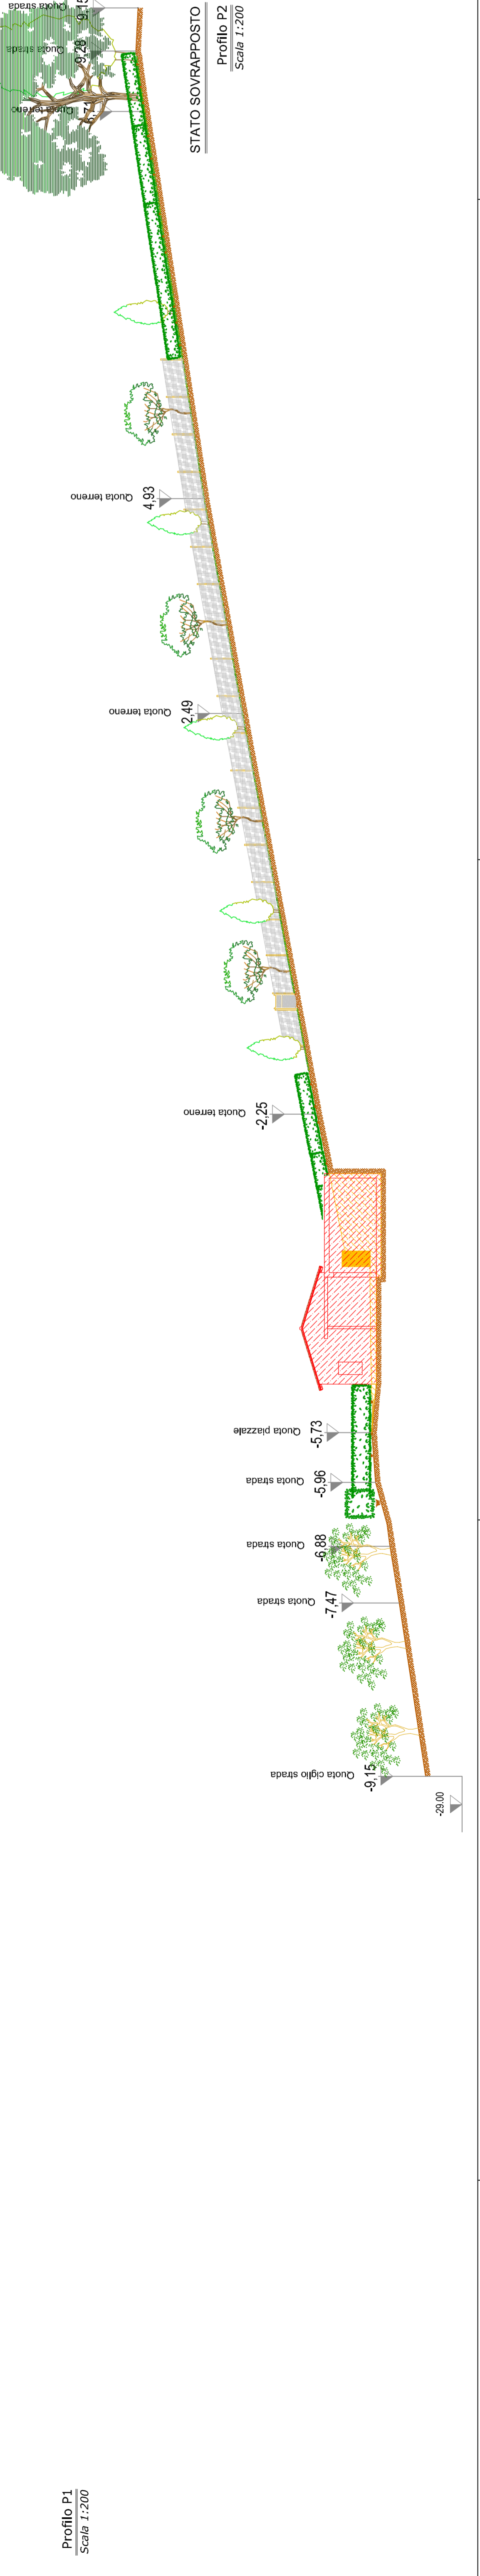 Quota strada
9.15
Quota strada
9.28
Quota terreno
STATO SOVRAPPOSTO
Profilo P2
Scala 1:200
Quota terreno
4,93
Quota terreno
2,49
Quota terreno
-2,25
Quota piazzale
-5,73
Quota strada
-5,96
Quota strada
-6,88
Quota strada
-7,47
Quota ciglio strada
-9,15
-29.00
Profilo P1
Scala 1:200